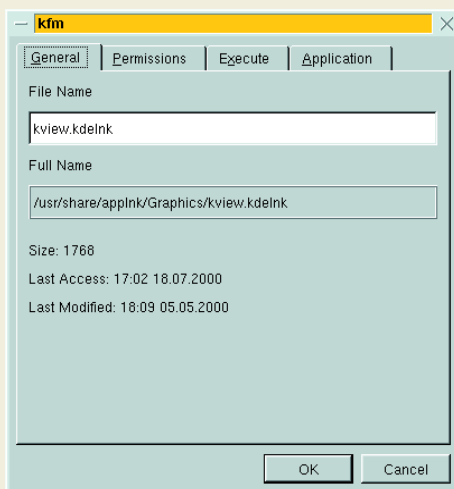 kfm
General Permissions Execute Application
File Name
kview.kdelnk
Full Name
/usr/share/applnk/Graphics/kview.kdelnk
Size: 1768
Last Access: 17:02 18.07.2000
Last Modified: 18:09 05.05.2000
OK Cancel